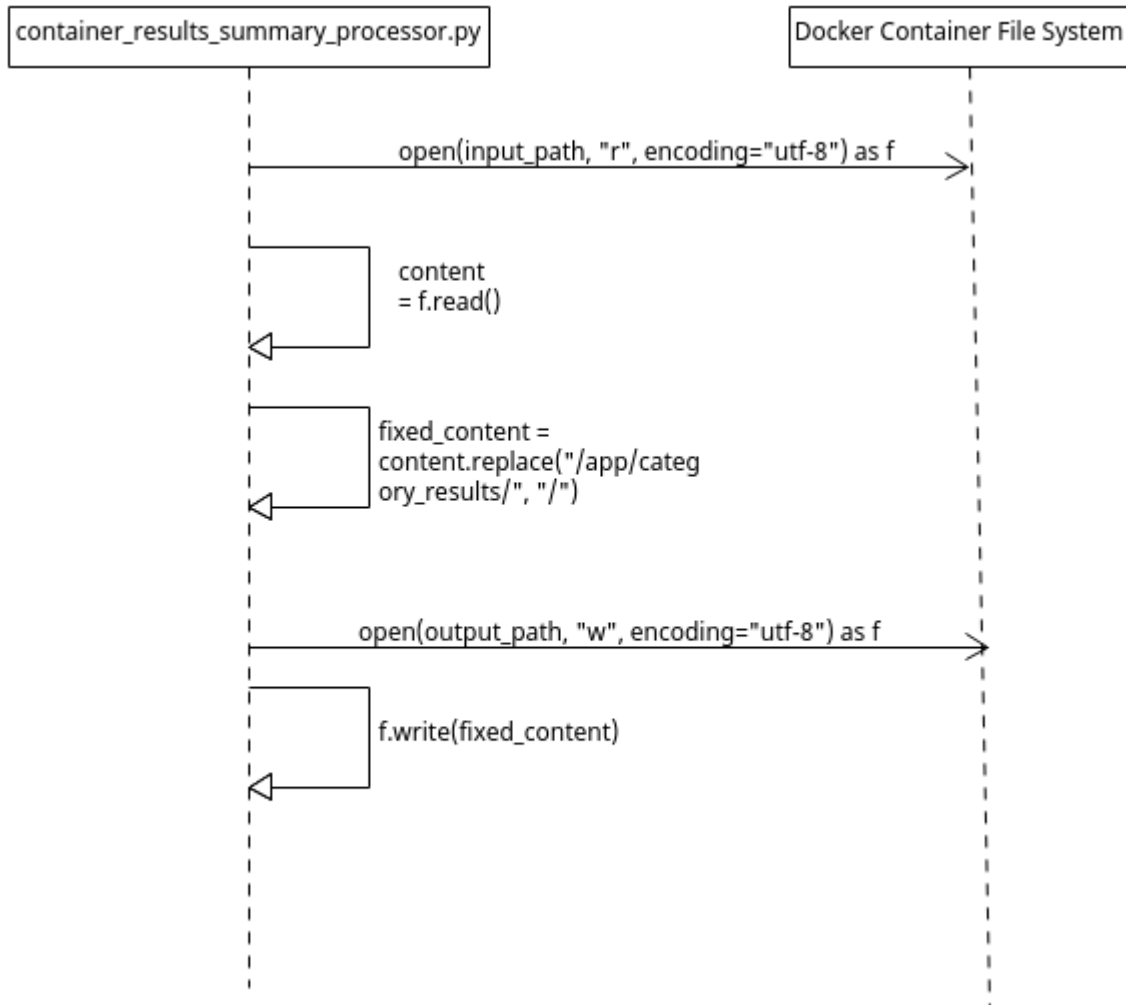 container_results_summary_processor.py
Docker Container File System
open(input_path, "r", encoding="utf-8") as f
content
= f.read()
fixed_content =
content.replace("/app/categ
ory_results/", "/")
open(output_path, "w", encoding="utf-8") as f
f.write(fixed_content)